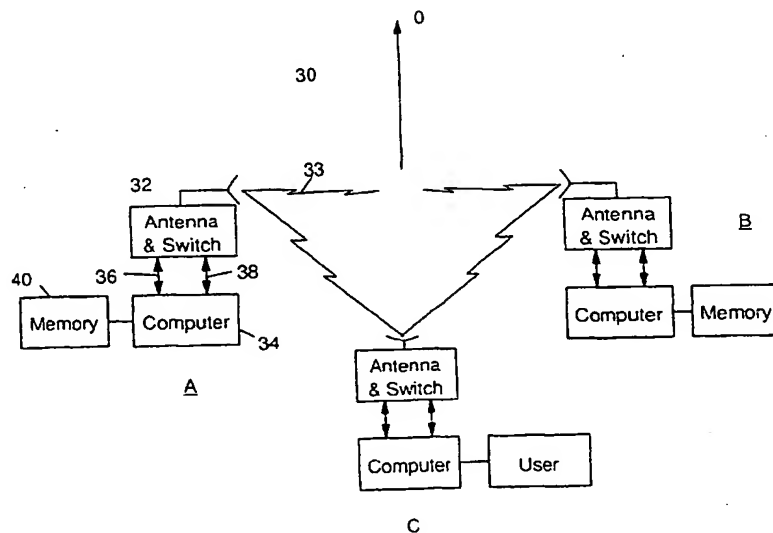 0
30
33
32
Antenna
& Switch
Antenna
& Switch
B
36
38
40
Memory
Computer
34
Computer
Memory
A
Antenna
& Switch
Computer
User
C